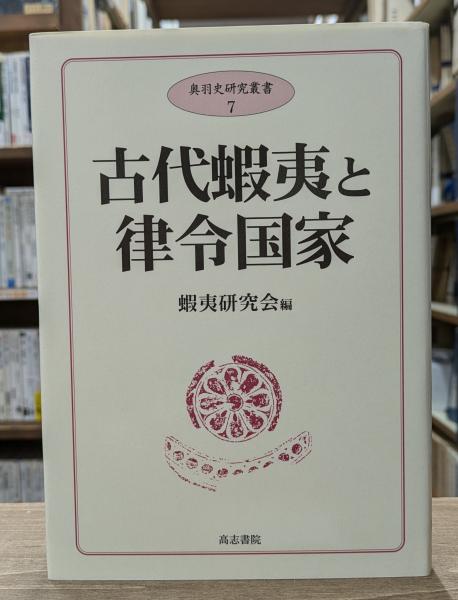 奥羽史研究叢書
7
古代蝦夷と
律令国家
蝦夷研究会編
高志書院